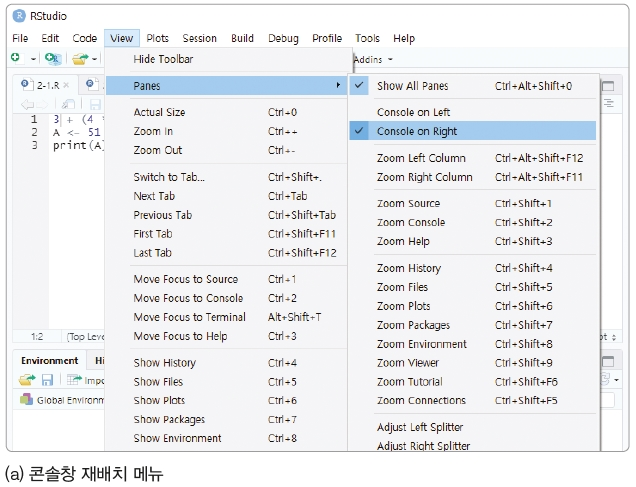 RStudio
File Edit Code View Plots Session Build Debug Profile Tools Help
Hide Toolbar
Addins
2-1.R
Panes
Show All Panes Ctrl+Alt+Shift+0
Actual Size Ctrl+0
Zoom In Ctrl++
Zoom Out Ctrl+-
Console on Left
Console on Right
1 3 + (4
2 A <- 51
3 print(A
Switch to Tab... Ctrl+Shift+.
Next Tab Ctrl+Tab
Previous Tab Ctrl+Shift+Tab
First Tab Ctrl+Shift+F11
Last Tab Ctrl+Shift+F12
Zoom Left Column Ctrl+Alt+Shift+F12
Zoom Right Column Ctrl+Alt+Shift+F11
Zoom Source Ctrl+Shift+1
Zoom Console Ctrl+Shift+2
Zoom Help Ctrl+Shift+3
Move Focus to Source Ctrl+1
Move Focus to Console Ctrl+2
Move Focus to Terminal Alt+Shift+T
Move Focus to Help Ctrl+3
Zoom History Ctrl+Shift+4
Zoom Files Ctrl+Shift+5
Zoom Plots Ctrl+Shift+6
Zoom Packages Ctrl+Shift+7
Zoom Environment Ctrl+Shift+8
Zoom Viewer Ctrl+Shift+9
Zoom Tutorial Ctrl+Shift+F6
Zoom Connections Ctrl+Shift+F5
1:2 (Top Leve
Show History Ctrl+4
Show Files Ctrl+5
Show Plots Ctrl+6
Show Packages Ctrl+7
Show Environment Ctrl+8
Adjust Left Splitter
Adjust Right Splitter
Environment Hi
Impo
Global Environm
(a) 콘솔창 재배치 메뉴